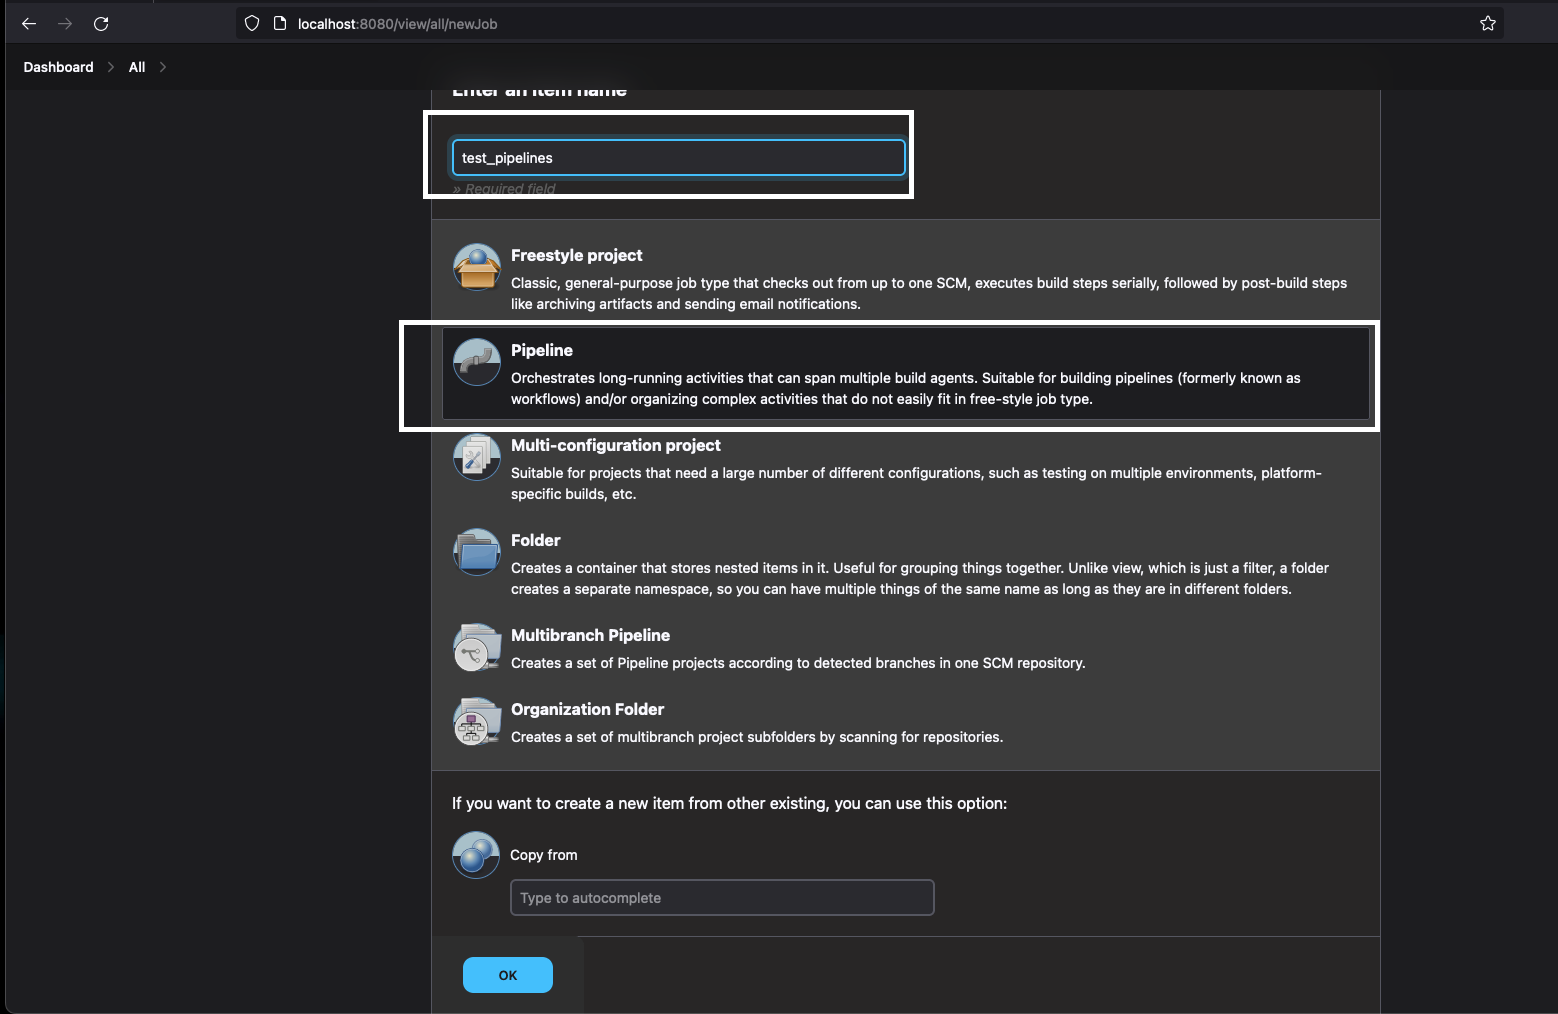 localhost:8080/view/all/newJob
Dashboard
All
Enter an item name
test_pipelines
» Required field
Freestyle project
Classic, general-purpose job type that checks out from up to one SCM, executes build steps serially, followed by post-build steps
like archiving artifacts and sending email notifications.
Pipeline
Orchestrates long-running activities that can span multiple build agents. Suitable for building pipelines (formerly known as
workflows) and/or organizing complex activities that do not easily fit in free-style job type.
Multi-configuration project
Suitable for projects that need a large number of different configurations, such as testing on multiple environments, platform-
specific builds, etc.
Folder
Creates a container that stores nested items in it. Useful for grouping things together. Unlike view, which is just a filter, a folder
creates a separate namespace, so you can have multiple things of the same name as long as they are in different folders.
Multibranch Pipeline
Creates a set of Pipeline projects according to detected branches in one SCM repository.
Organization Folder
Creates a set of multibranch project subfolders by scanning for repositories.
If you want to create a new item from other existing, you can use this option:
Copy from
Type to autocomplete
OK